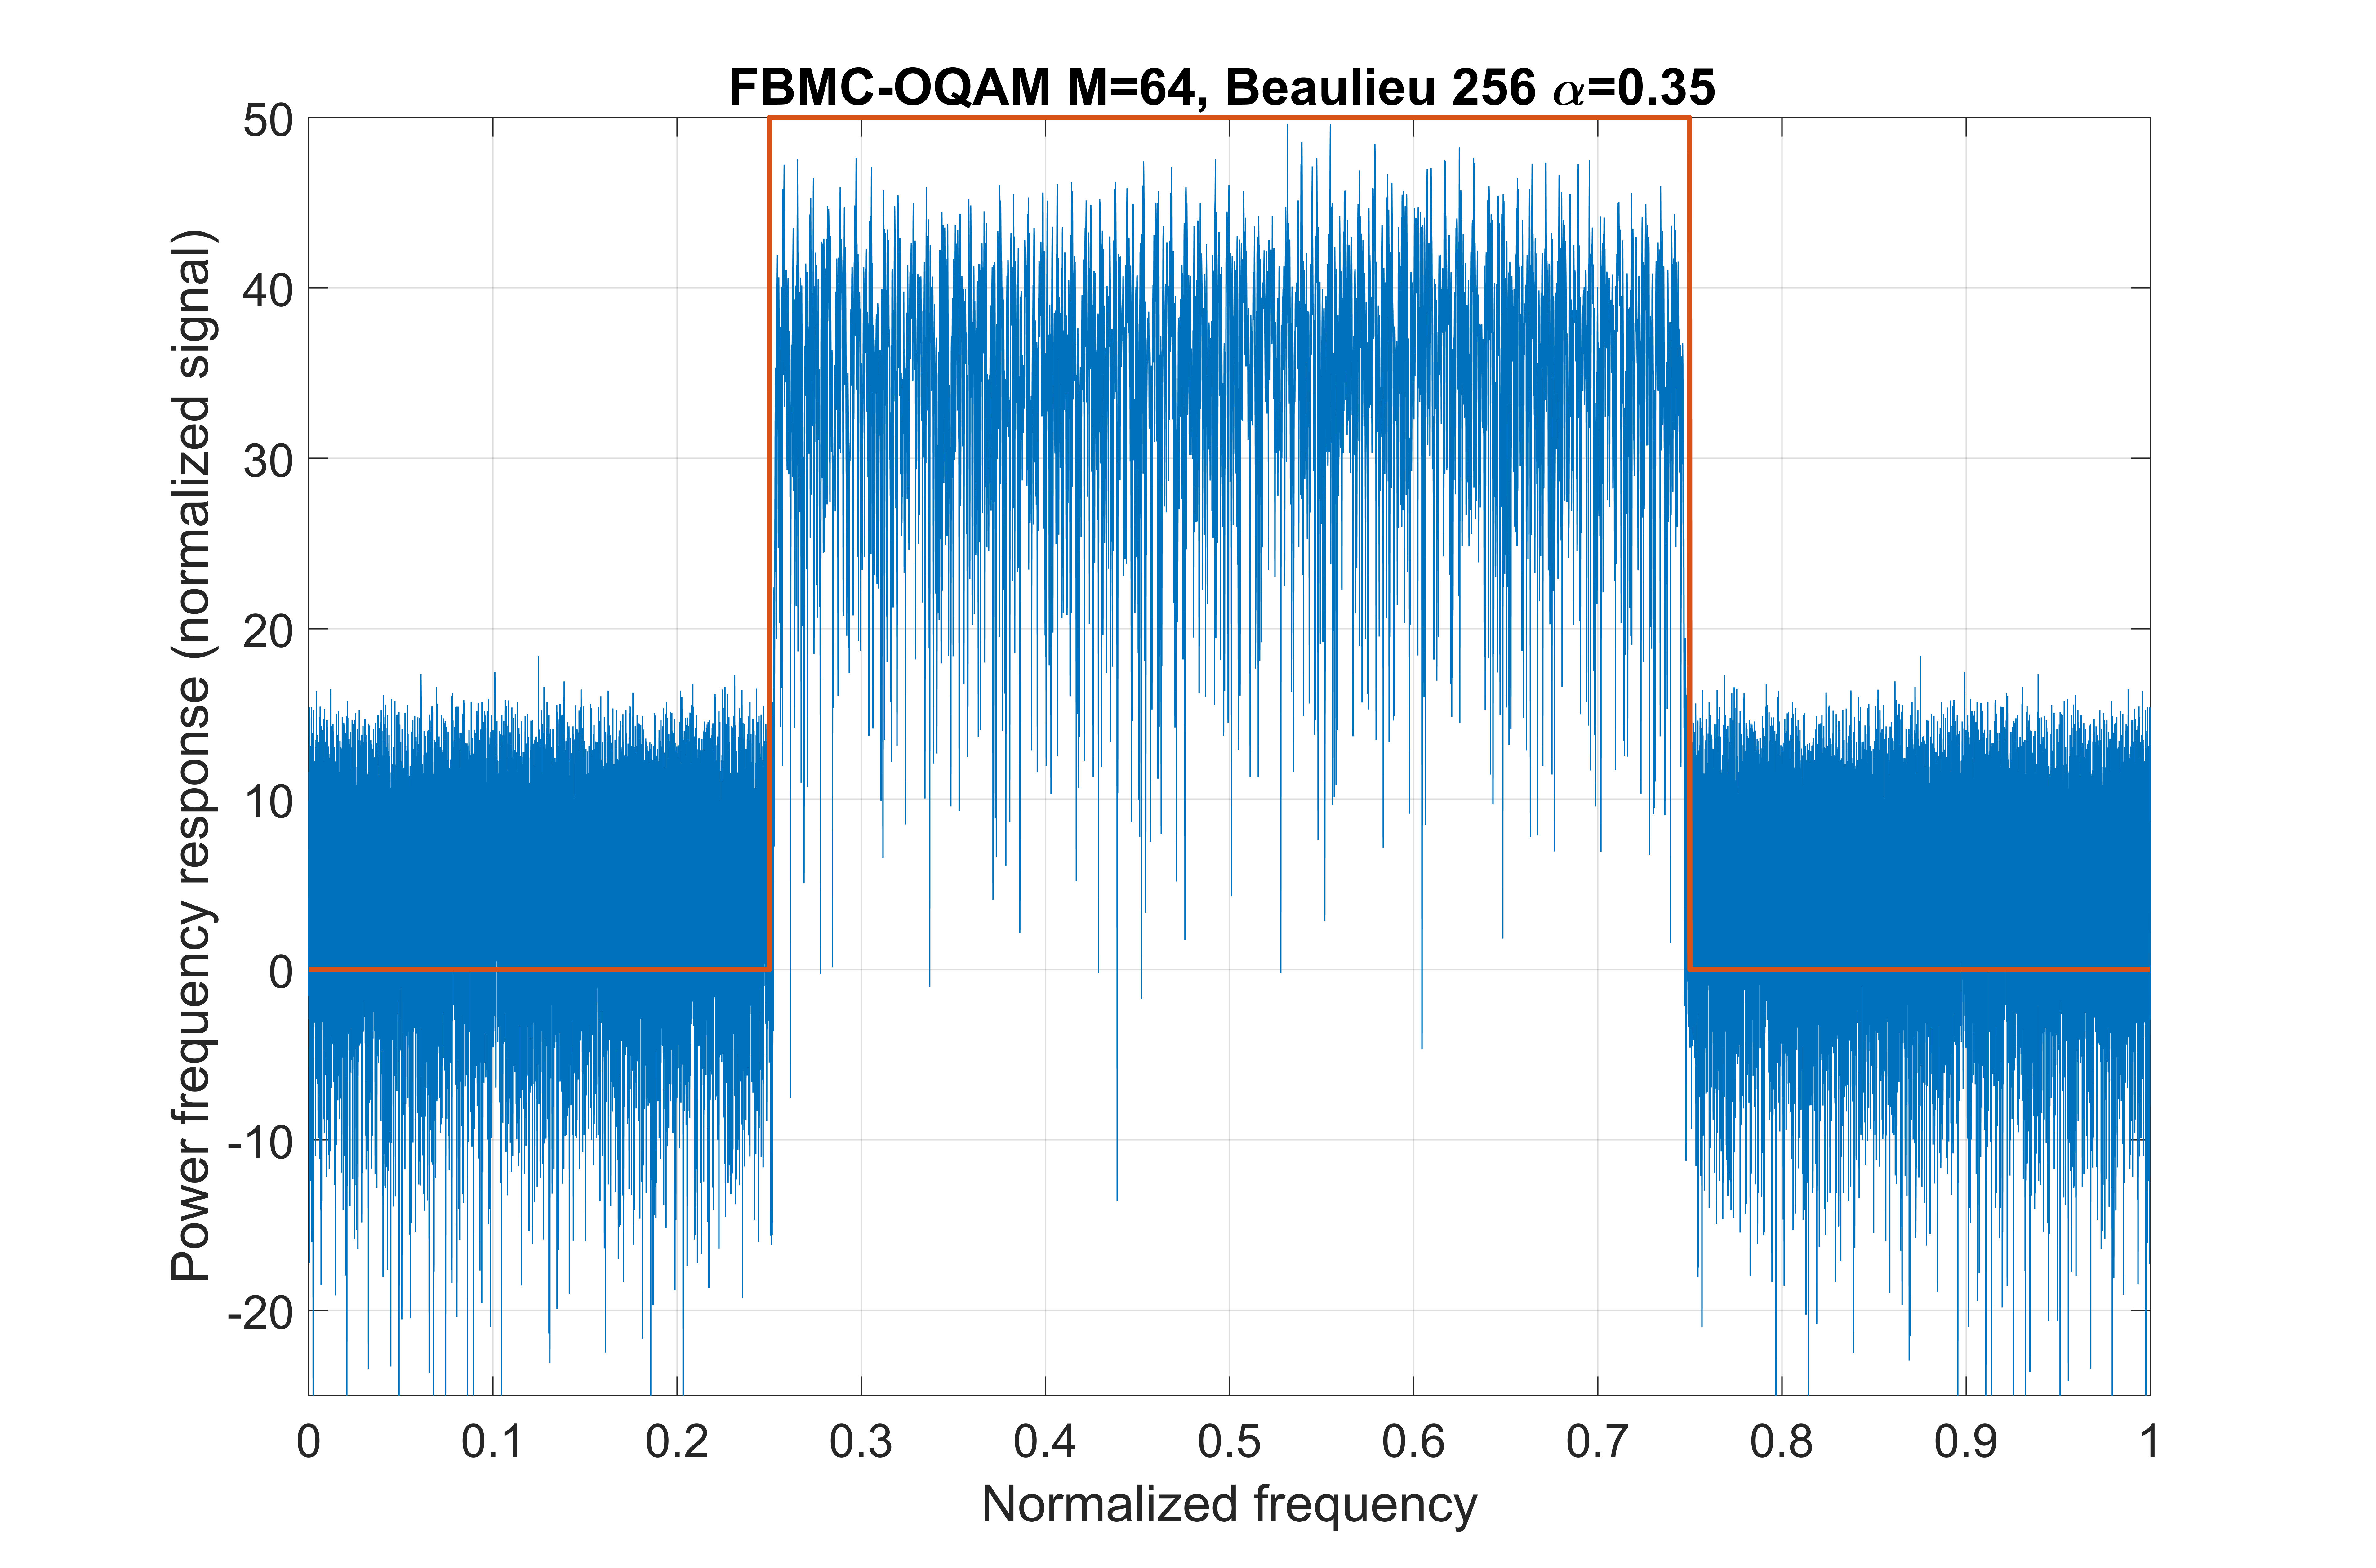 FBMC-OQAM M=64, Beaulieu 256 α=0.35
Power frequency response (normalized signal)
50
40
30
20
10
0
-10
-20
0 0.1 0.2 0.3 0.4 0.5 0.6 0.7 0.8 0.9 1
Normalized frequency